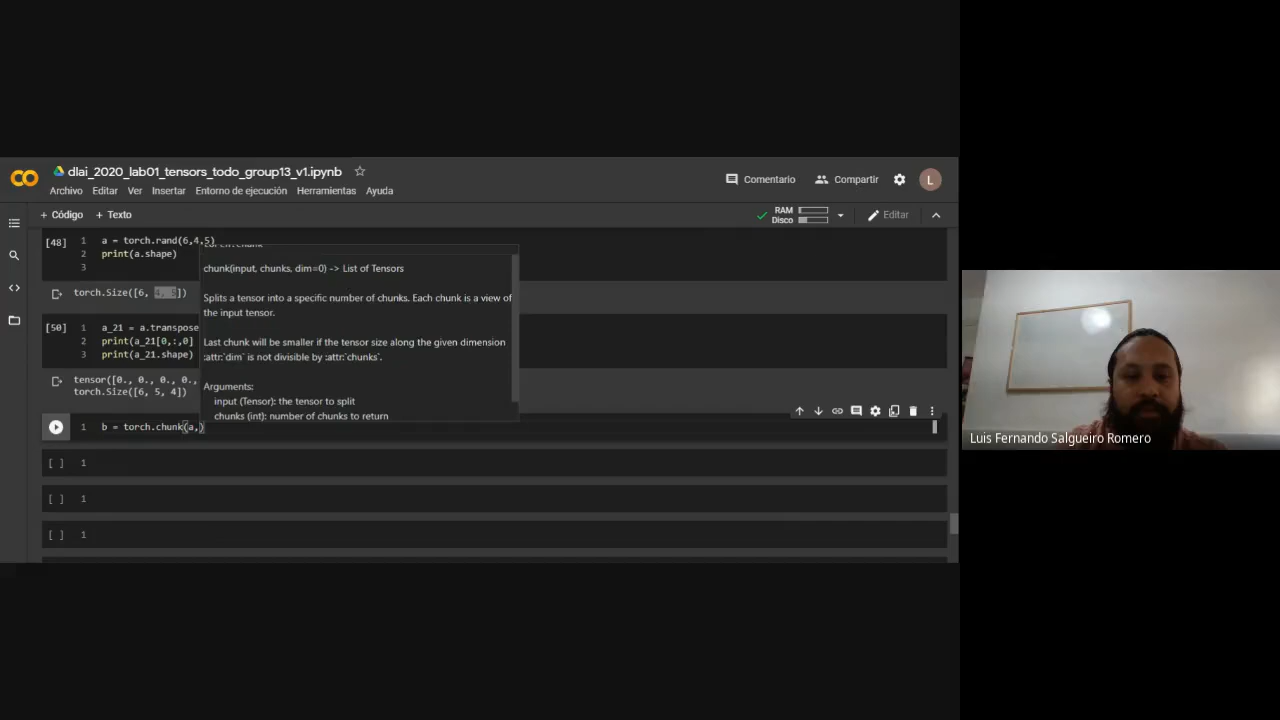 dlai_2020_lab01_tensors_todo_group13_v1.ipynb
Comentario
Compartir
L
Archivo Editar Ver Insertar Entorno de ejecución Herramientas Ayuda
+ Código + Texto
RAM
Disco
Editar
[48] 1 a = torch.rand(6,4,5)
2 print(a.shape)
3
torch.Size([6, 4, 5])
torch.chunk
chunk(input, chunks, dim=0) -> List of Tensors
Splits a tensor into a specific number of chunks. Each chunk is a view of
the input tensor.
Last chunk will be smaller if the tensor size along the given dimension
:attr:`dim` is not divisible by :attr:`chunks`.
Arguments:
input (Tensor): the tensor to split
chunks (int): number of chunks to return
[50] 1 a_21 = a.transpose
2 print(a_21[0,:,0]
3 print(a_21.shape)
tensor([0., 0., 0., 0.,
torch.Size([6, 5, 4])
1 b = torch.chunk(a,)
[ ] 1
[ ] 1
[ ] 1
Luis Fernando Salgueiro Romero